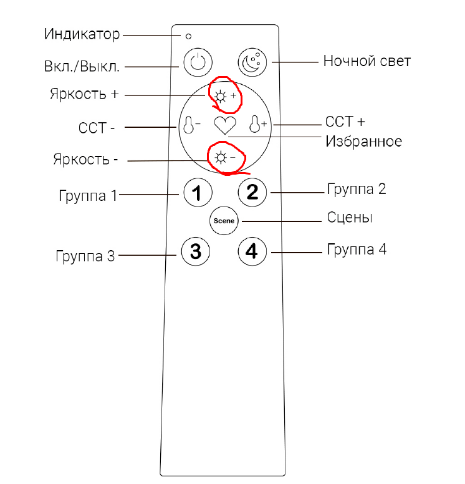 Индикатор
Вкл./Выкл.
Ночной свет
Яркость +
CCT -
CCT +
Избранное
Яркость -
Группа 1
1
2
Группа 2
Scene
Сцены
Группа 3
3
4
Группа 4